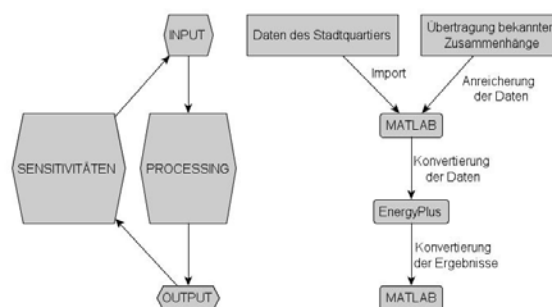 INPUT
SENSITIVITÄTEN
PROCESSING
OUTPUT
Daten des Stadtquartiers
Übertragung bekannter
Zusammenhänge
Import
Anreicherung
der Daten
MATLAB
Konvertierung
der Daten
EnergyPlus
Konvertierung
der Ergebnisse
MATLAB